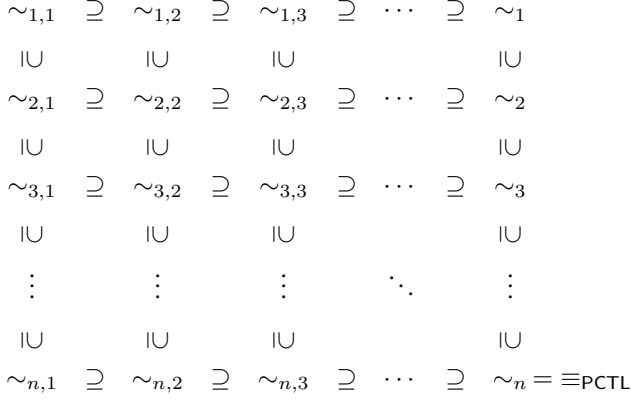 ∼1,1 ⊇ ∼1,2 ⊇ ∼1,3 ⊇ ⋯ ⊇ ∼1
I∪ I∪ I∪ I∪
∼2,1 ⊇ ∼2,2 ⊇ ∼2,3 ⊇ ⋯ ⊇ ∼2
I∪ I∪ I∪ I∪
∼3,1 ⊇ ∼3,2 ⊇ ∼3,3 ⊇ ⋯ ⊇ ∼3
I∪ I∪ I∪ I∪
⋮ ⋮ ⋮ ⋱ ⋮
I∪ I∪ I∪ I∪
∼n,1 ⊇ ∼n,2 ⊇ ∼n,3 ⊇ ⋯ ⊇ ∼n = ≡PCTL